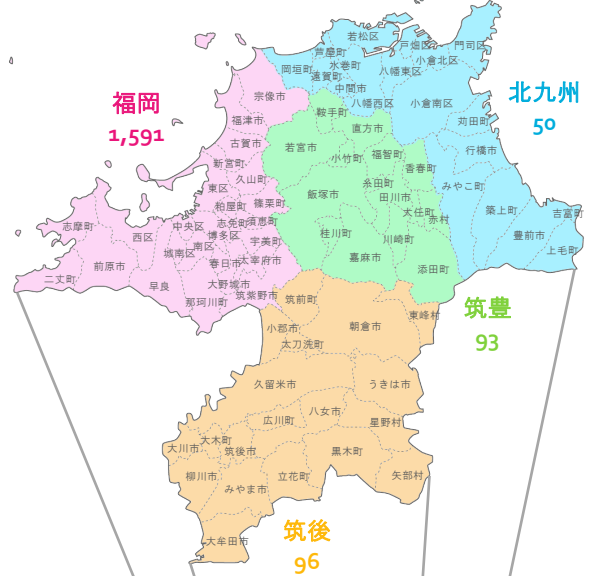 若松区
芦屋町
戸畑区
門司区
小倉北区
水巻町
岡垣町
遠賀町
八幡東区
中間市
宗像市
八幡西区
小倉南区
福岡
1,591
北九州
50
鞍手町
苅田町
福津市
直方市
古賀市
若宮市
福智町
行橋市
小竹町
新宮町
香春町
久山町
糸田町
東区
みやこ町
飯塚市
田川市
篠栗町
粕屋町
大任町
築上町
吉富町
赤村
志免町
須恵町
志摩町
中央区
桂川町
博多区
豊前市
西区
川崎町
宇美町
南区
上毛町
城南区
嘉麻市
太宰府市
春日市
前原市
添田町
二丈町
早良
大野城市
筑紫野市
那珂川町
筑前町
筑豊
93
東峰村
小郡市
朝倉市
太刀洗町
久留米市
うきは市
八女市
広川町
星野村
大木町
大川市
筑後市
黒木町
柳川市
立花町
矢部村
みやま市
筑後
96
大牟田市